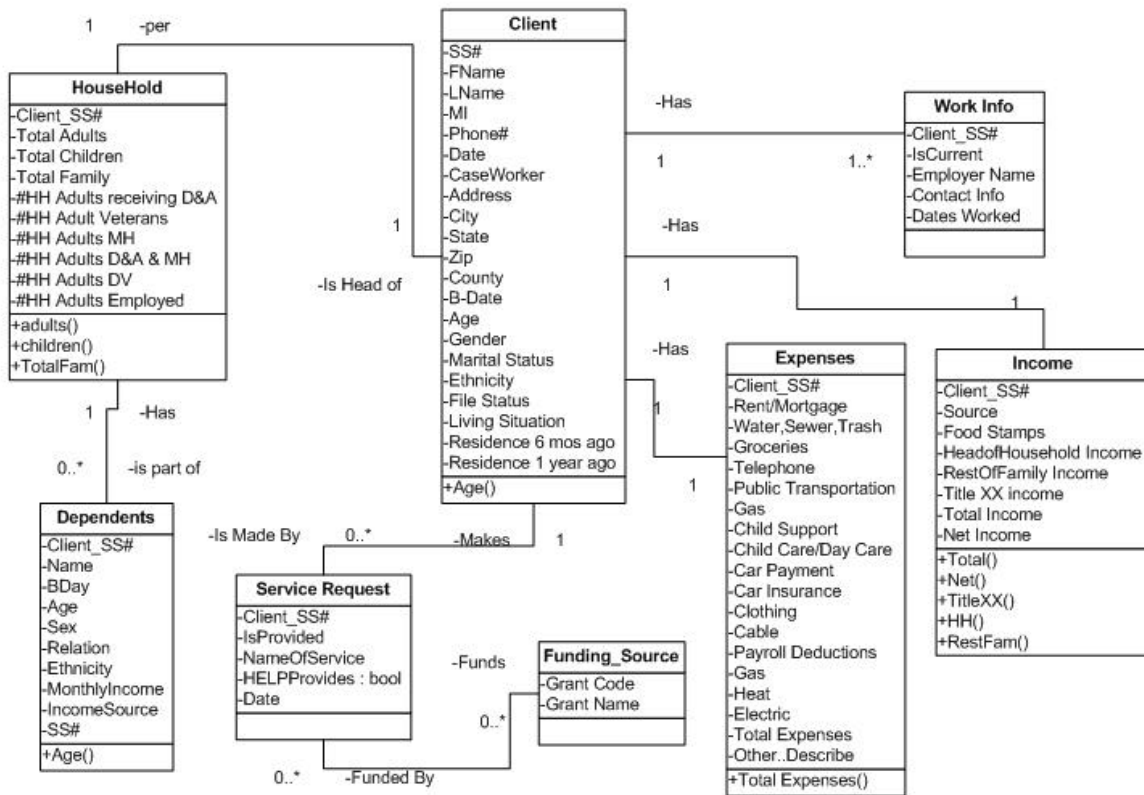 1 -per
HouseHold
-Client_SS#
-Total Adults
-Total Children
-Total Family
-#HH Adults receiving D&A
-#HH Adult Veterans
-#HH Adults MH
-#HH Adults D&A & MH
-#HH Adults DV
-#HH Adults Employed
+adults()
+children()
+TotalFam()
1
-Is Head of
Client
-SS#
-FName
-LName
-MI
-Phone#
-Date
-CaseWorker
-Address
-City
-State
-Zip
-County
-B-Date
-Age
-Gender
-Marital Status
-Ethnicity
-File Status
-Living Situation
-Residence 6 mos ago
-Residence 1 year ago
+Age()
-Has
1 1..*
Work Info
-Client_SS#
-IsCurrent
-Employer Name
-Contact Info
-Dates Worked
-Has
1 1
-Has
1
1
Expenses
-Client_SS#
-Rent/Mortgage
-Water,Sewer,Trash
-Groceries
-Telephone
-Public Transportation
-Gas
-Child Support
-Child Care/Day Care
-Car Payment
-Car Insurance
-Clothing
-Cable
-Payroll Deductions
-Gas
-Heat
-Electric
-Total Expenses
-Other..Describe
+Total Expenses()
Income
-Client_SS#
-Source
-Food Stamps
-HeadofHousehold Income
-RestOfFamily Income
-Title XX income
-Total Income
-Net Income
+Total()
+Net()
+TitleXX()
+HH()
+RestFam()
1 -Has
0..* -is part of
Dependents
-Client_SS#
-Name
-BDay
-Age
-Sex
-Relation
-Ethnicity
-MonthlyIncome
-IncomeSource
-SS#
+Age()
-Is Made By 0..* -Makes 1
Service Request
-Client_SS#
-IsProvided
-NameOfService
-HELPProvides : bool
-Date
-Funds
0..*
Funding_Source
-Grant Code
-Grant Name
0..* -Funded By